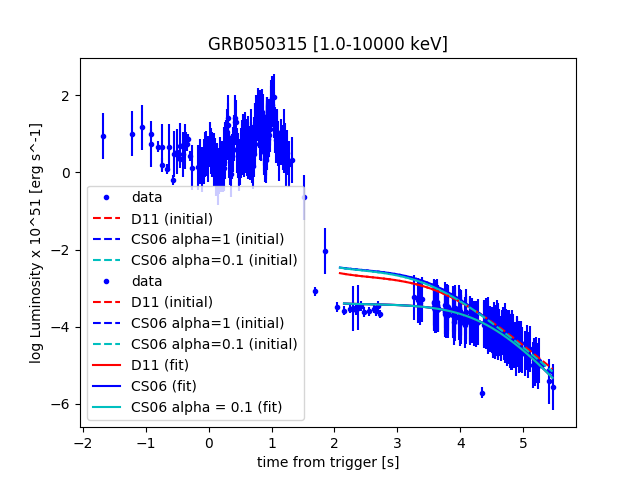 GRB050315 [1.0-10000 keV]
log Luminosity x 10^51 [erg s^-1]
2
0
−2
−4
−6
data
D11 (initial)
CS06 alpha=1 (initial)
CS06 alpha=0.1 (initial)
data
D11 (initial)
CS06 alpha=1 (initial)
CS06 alpha=0.1 (initial)
D11 (fit)
CS06 (fit)
CS06 alpha = 0.1 (fit)
−2 −1 0 1 2 3 4 5
time from trigger [s]